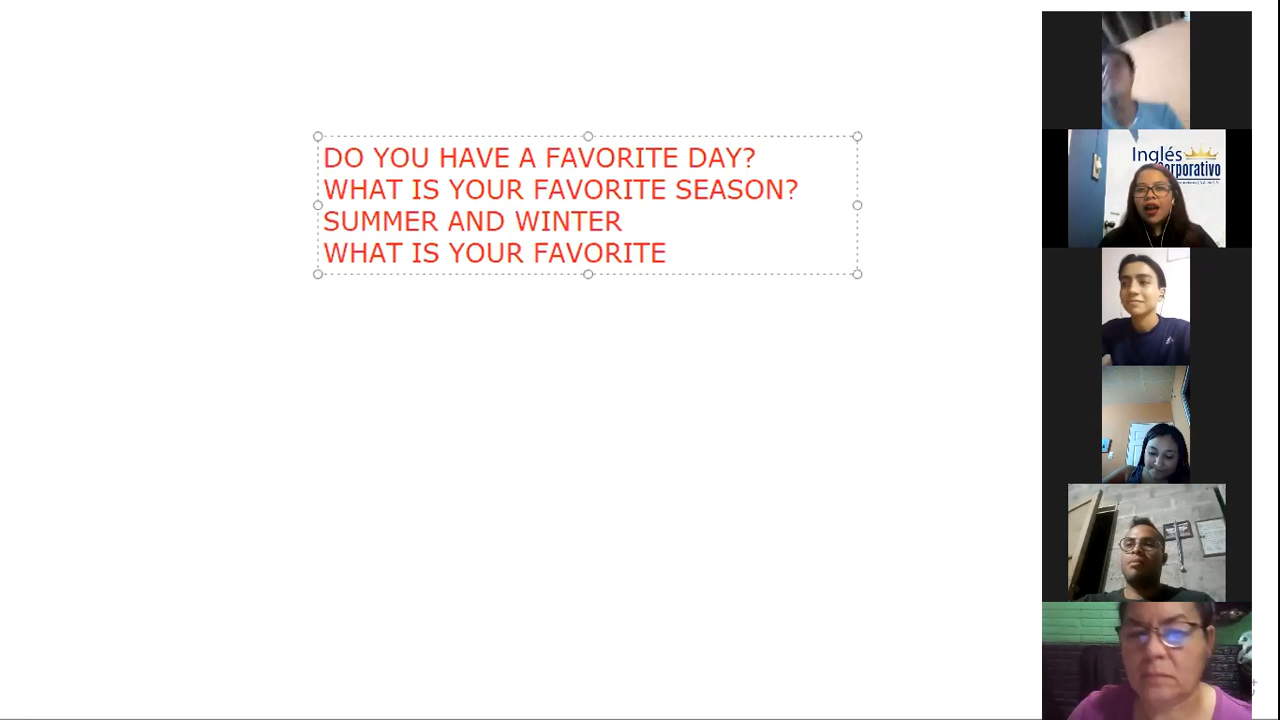 DO YOU HAVE A FAVORITE DAY?
WHAT IS YOUR FAVORITE SEASON?
SUMMER AND WINTER
WHAT IS YOUR FAVORITE
Inglés
Corporativo